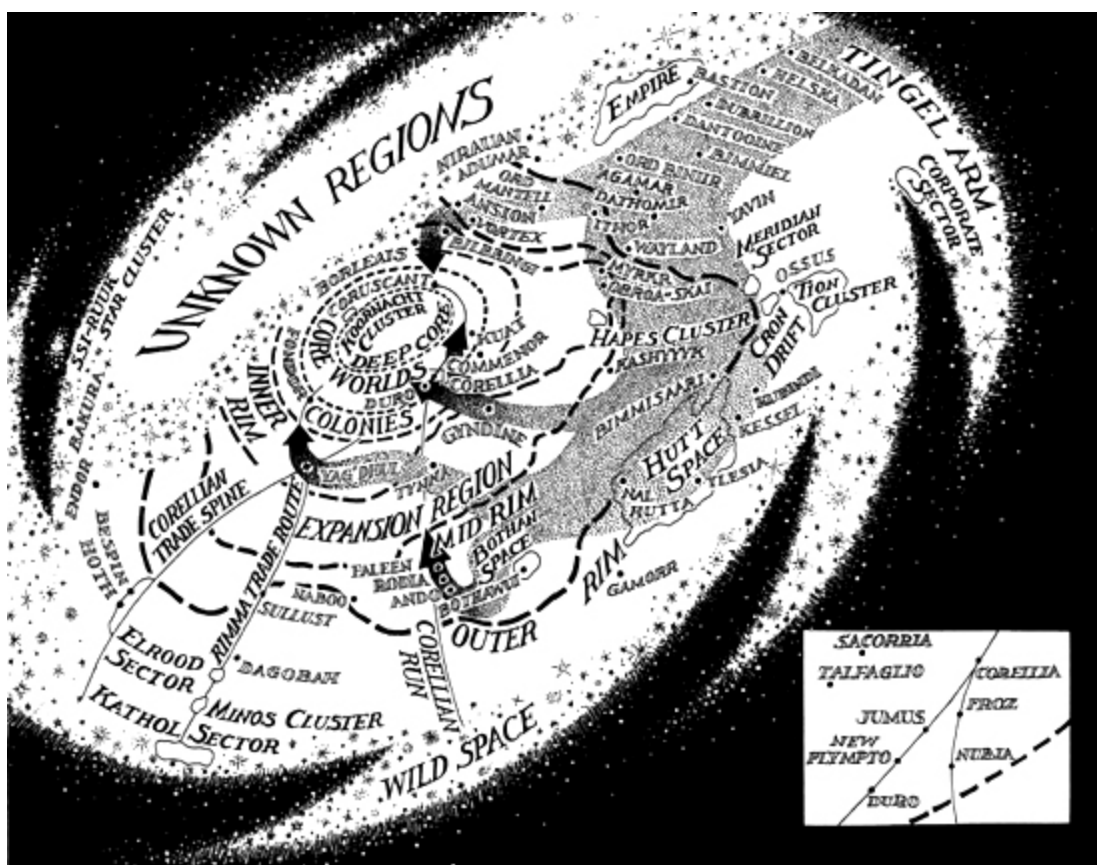 TINGEL ARM
BELKADAN
HELSKA
BASTION
EMPIRE
DUBRILLION
DANTOOINE
BIMMIEL
UNKNOWN REGIONS
NIRAUAN
ADUMAR
ORD BINIIR
AGAMAR
DATHOMIR
ITHOR
YAVIN
CORPORATE
SECTOR
ORD
MANTELL
ANSION
VORTEX
BILBRINGI
WAYLAND
MYRKR
OBROA-SKAI
MERIDIAN
SECTOR
OSSUS
TION
CLUSTER
SSI-RUUK
STAR CLUSTER
BORLEAIS
CORUSCANT
KOORNACHT
CLUSTER
DEEP CORE
CORE
WORLDS
FONDOR
KUAT
COMMENOR
CORELLIA
HAPES CLUSTER
CRON
DRIFT
KASHYYYK
INNER
RIM
DURO
COLONIES
GYNDINE
BIMMISAARI
KUBINDI
KESSEL
BAKURA
ENDOR
HUTT
SPACE
YLESIA
NAL
HUTTA
YAG'DHUL
TYNNA
CORELLIAN
TRADE SPINE
EXPANSION REGION
MID RIM
BOTHAN
SPACE
BESPIN
HOTH
RIMMA TRADE ROUTE
FALEEN
RODIA
ANDO
BOTHAWUI
GAMORR
NABOO
SULLUST
OUTER
RIM
ELROOD
SECTOR
DAGOBAH
CORELLIAN
RUN
KATHOL
SECTOR
MINOS CLUSTER
WILD SPACE
SACORRIA
TALFAGLIO
CORELLIA
JUMUS
FROZ
NEW
PLYMPTO
NUBIA
DURO